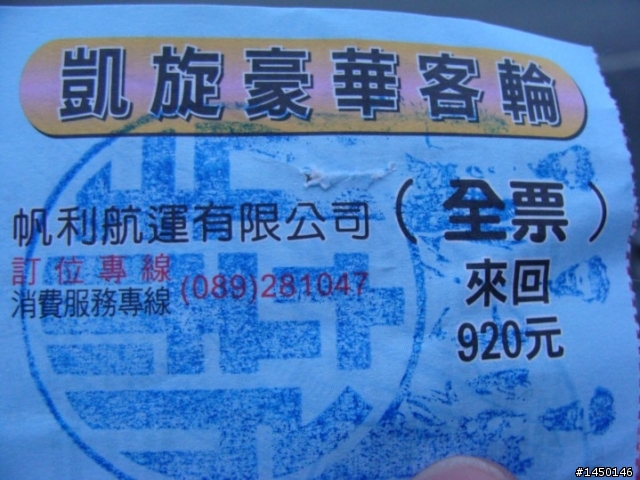 凱旋豪華客輪
帆利航運有限公司
(全票)
訂位專線
消費服務專線
(089)281047
來回
920元
#1450146